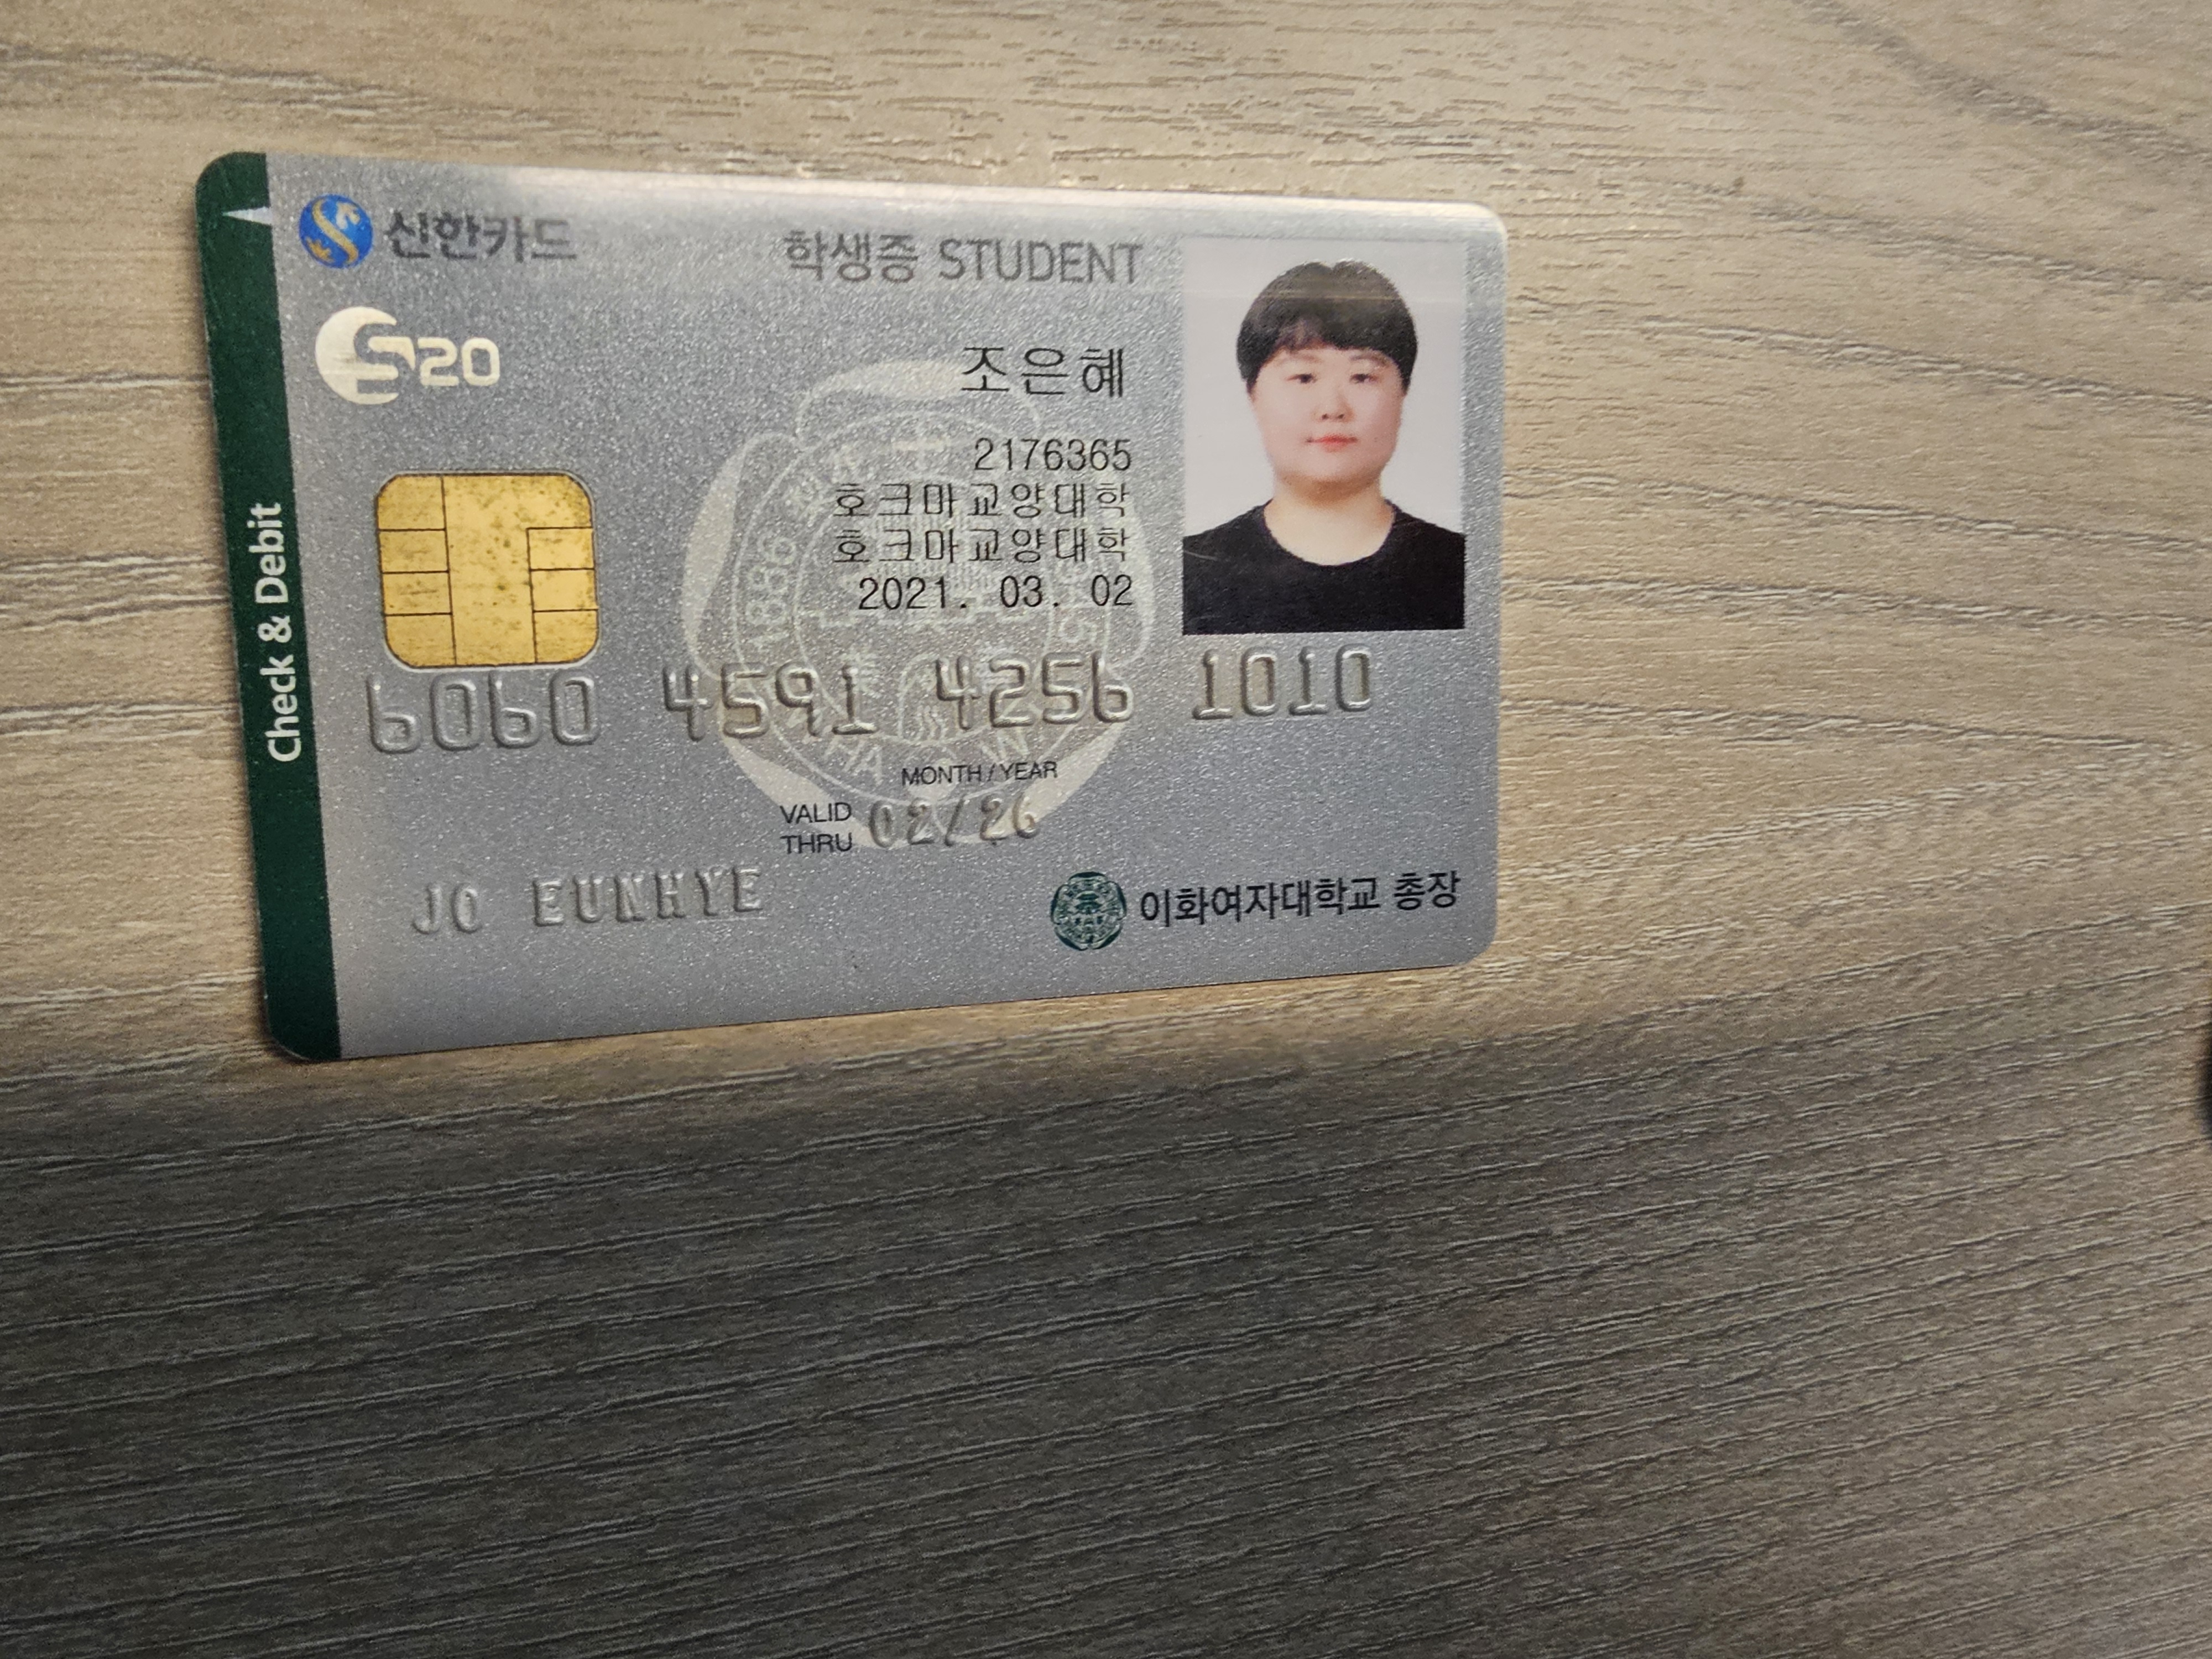 신한카드
학생증 STUDENT
S20
조은혜
2176365
호크마교양대학
호크마교양대학
2021. 03. 02
Check & Debit
6060 4591 4256 1010
MONTH / YEAR
VALID THRU 02/26
JO EUNHYE
이화여자대학교 총장